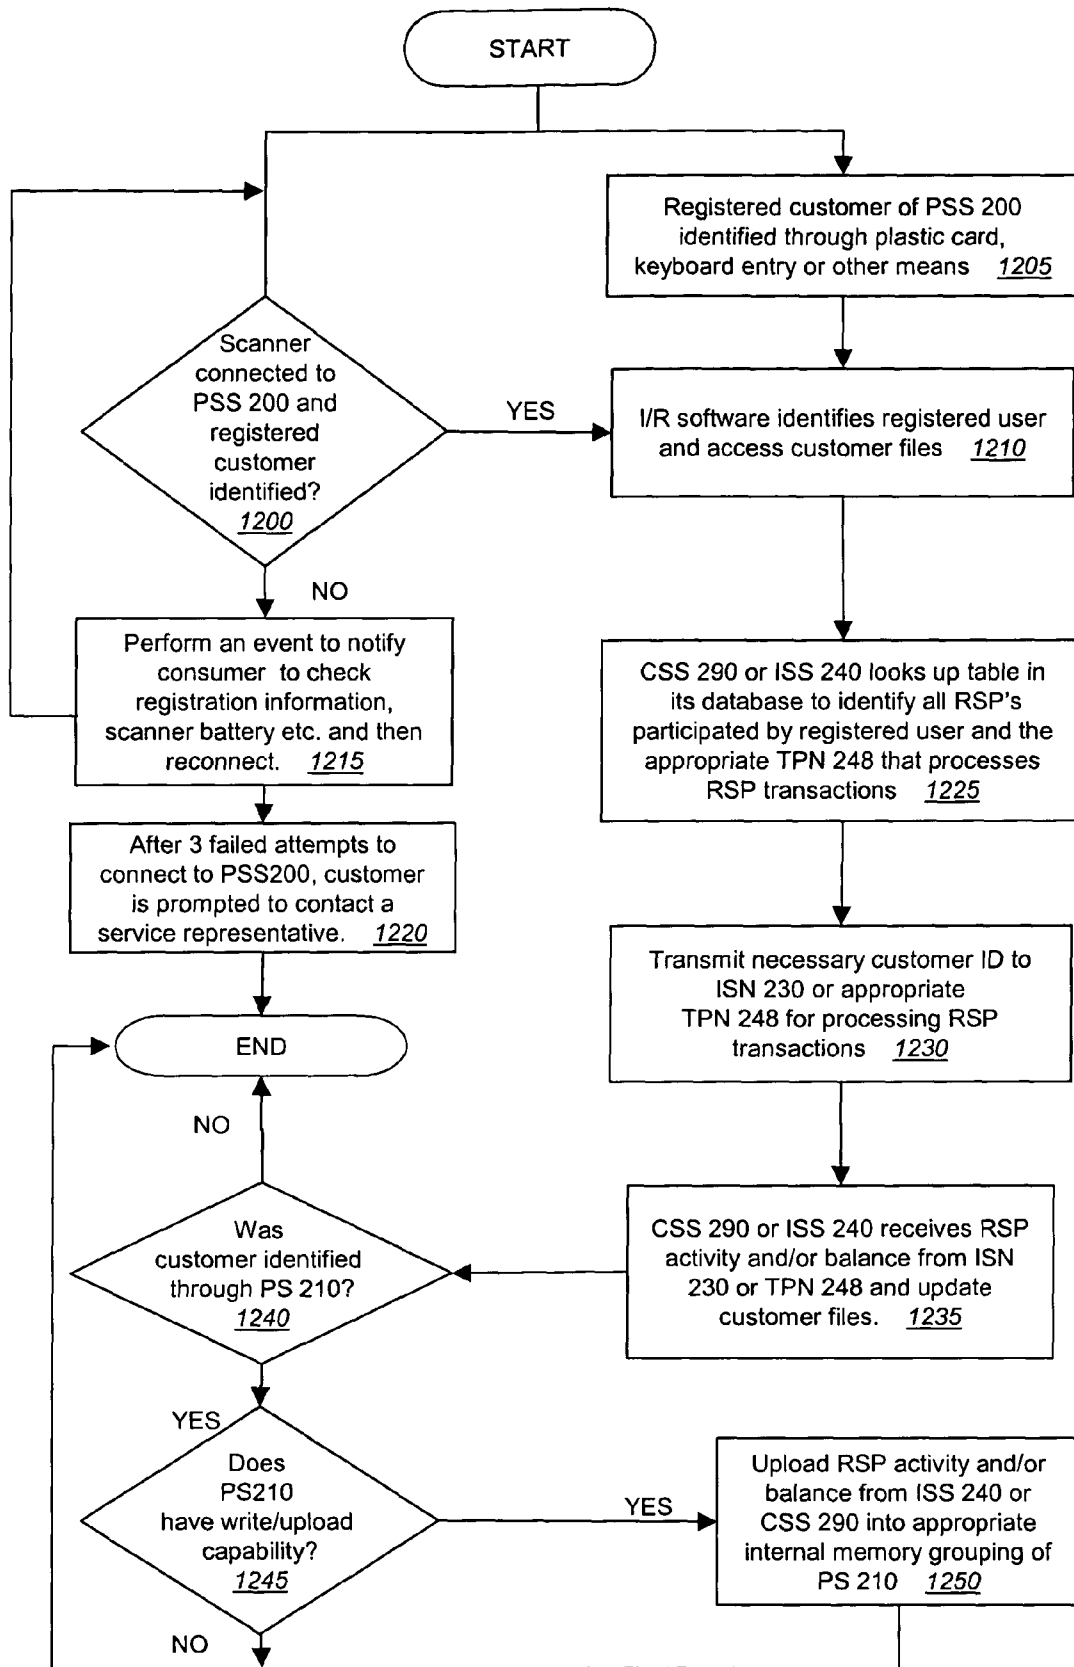 START
Registered customer of PSS 200
identified through plastic card,
keyboard entry or other means 1205
Scanner
connected to
PSS 200 and
registered
customer
identified?
1200
YES
I/R software identifies registered user
and access customer files 1210
NO
Perform an event to notify
consumer to check
registration information,
scanner battery etc. and then
reconnect. 1215
CSS 290 or ISS 240 looks up table in
its database to identify all RSP's
participated by registered user and the
appropriate TPN 248 that processes
RSP transactions 1225
After 3 failed attempts to
connect to PSS200, customer
is prompted to contact a
service representative. 1220
Transmit necessary customer ID to
ISN 230 or appropriate
TPN 248 for processing RSP
transactions 1230
END
NO
Was
customer identified
through PS 210?
1240
CSS 290 or ISS 240 receives RSP
activity and/or balance from ISN
230 or TPN 248 and update
customer files. 1235
YES
Does
PS210
have write/upload
capability?
1245
YES
Upload RSP activity and/or
balance from ISS 240 or
CSS 290 into appropriate
internal memory grouping of
PS 210 1250
NO